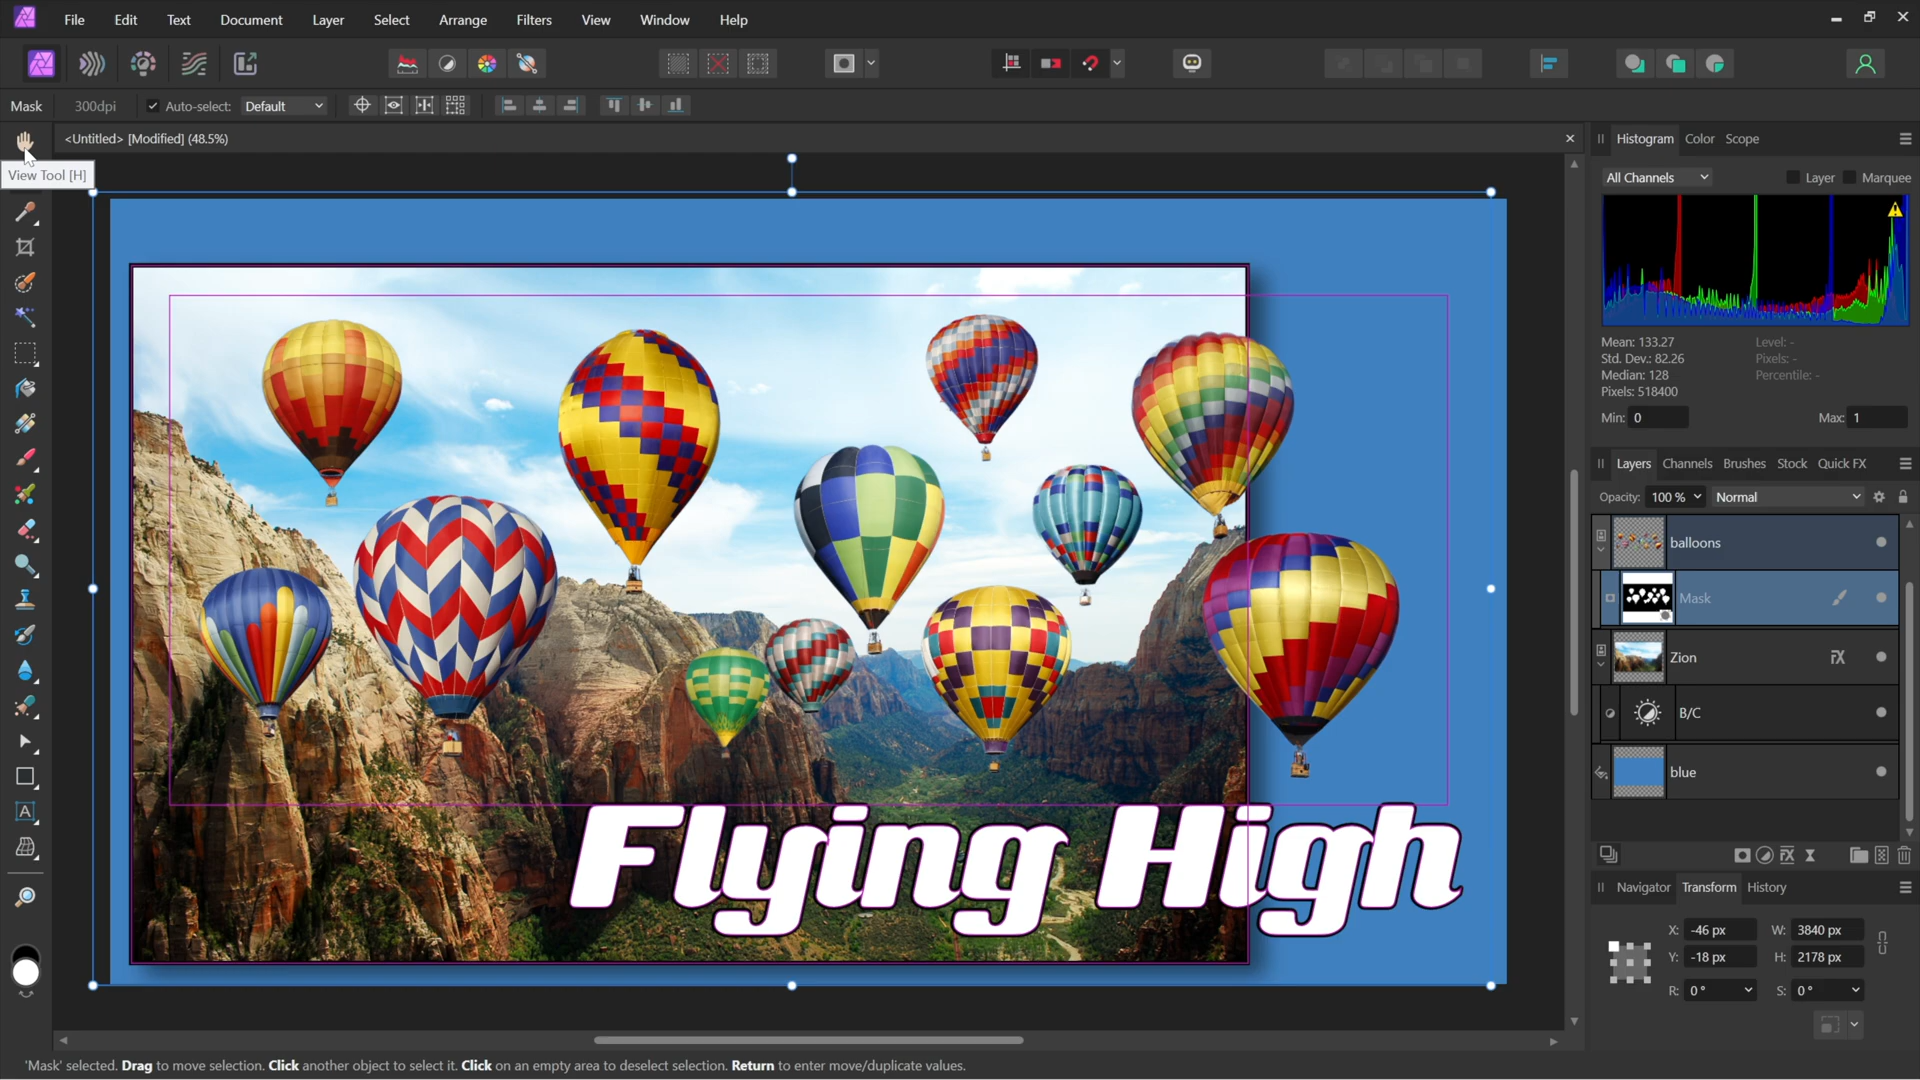 File Edit Text Document Layer Select Arrange Filters View Window Help
Mask 300dpi Auto-select: Default
<Untitled> [Modified] (48.5%)
View Tool [H]
Flying High
Histogram Color Scope
All Channels Layer Marquee
Mean: 133.27 Level: -
Std. Dev.: 82.26 Pixels: -
Median: 128 Percentile: -
Pixels: 518400
Min: 0 Max: 1
Layers Channels Brushes Stock Quick FX
Opacity: 100 % Normal
balloons
Mask
Zion
B/C
blue
Navigator Transform History
X: -46 px W: 3840 px
Y: -18 px H: 2178 px
R: 0 ° S: 0 °
'Mask' selected. Drag to move selection. Click another object to select it. Click on an empty area to deselect selection. Return to enter move/duplicate values.